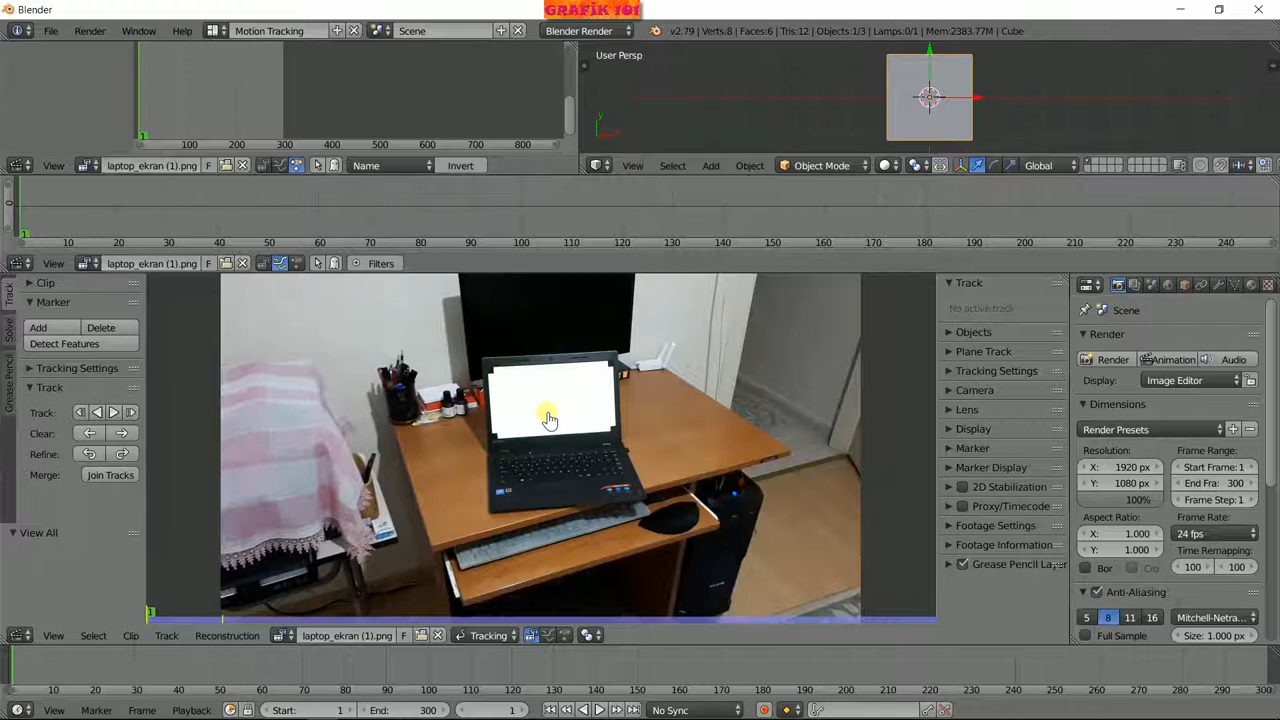 Blender
GRAFİK 101
File Render Window Help Motion Tracking Scene Blender Render v2.79 | Verts:8 | Faces:6 | Tris:12 | Objects:1/3 | Lamps:0/1 | Mem:2383.77M | Cube
User Persp
y
1
100 200 300 400 500 600 700 800
View laptop_ekran (1).png F Name Invert
View Select Add Object Object Mode Global
0
1
10 20 30 40 50 60 70 80 90 100 110 120 130 140 150 160 170 180 190 200 210 220 230 240
View laptop_ekran (1).png F Filters
Track
Solve
Grease Pencil
Clip
Marker
Add Delete
Detect Features
Tracking Settings
Track
Track:
Clear:
Refine:
Merge: Join Tracks
View All
Track
No active track
Objects
Plane Track
Tracking Settings
Camera
Lens
Display
Marker
Marker Display
2D Stabilization
Proxy/Timecode
Footage Settings
Footage Information
Grease Pencil Layer
Scene
Render
Render Animation Audio
Display: Image Editor
Dimensions
Render Presets
Resolution: Frame Range:
X: 1920 px Start Frame: 1
Y: 1080 px End Fra: 300
100% Frame Step: 1
Aspect Ratio: Frame Rate:
X: 1.000 24 fps
Y: 1.000 Time Remapping:
Bor Cro 100 100
Anti-Aliasing
5 8 11 16 Mitchell-Netra...
Full Sample Size: 1.000 px
1
View Select Clip Track Reconstruction laptop_ekran (1).png F Tracking
10 20 30 40 50 60 70 80 90 100 110 120 130 140 150 160 170 180 190 200 210 220 230 240 250 260 270 280 290 300
View Marker Frame Playback Start: 1 End: 300 1 No Sync